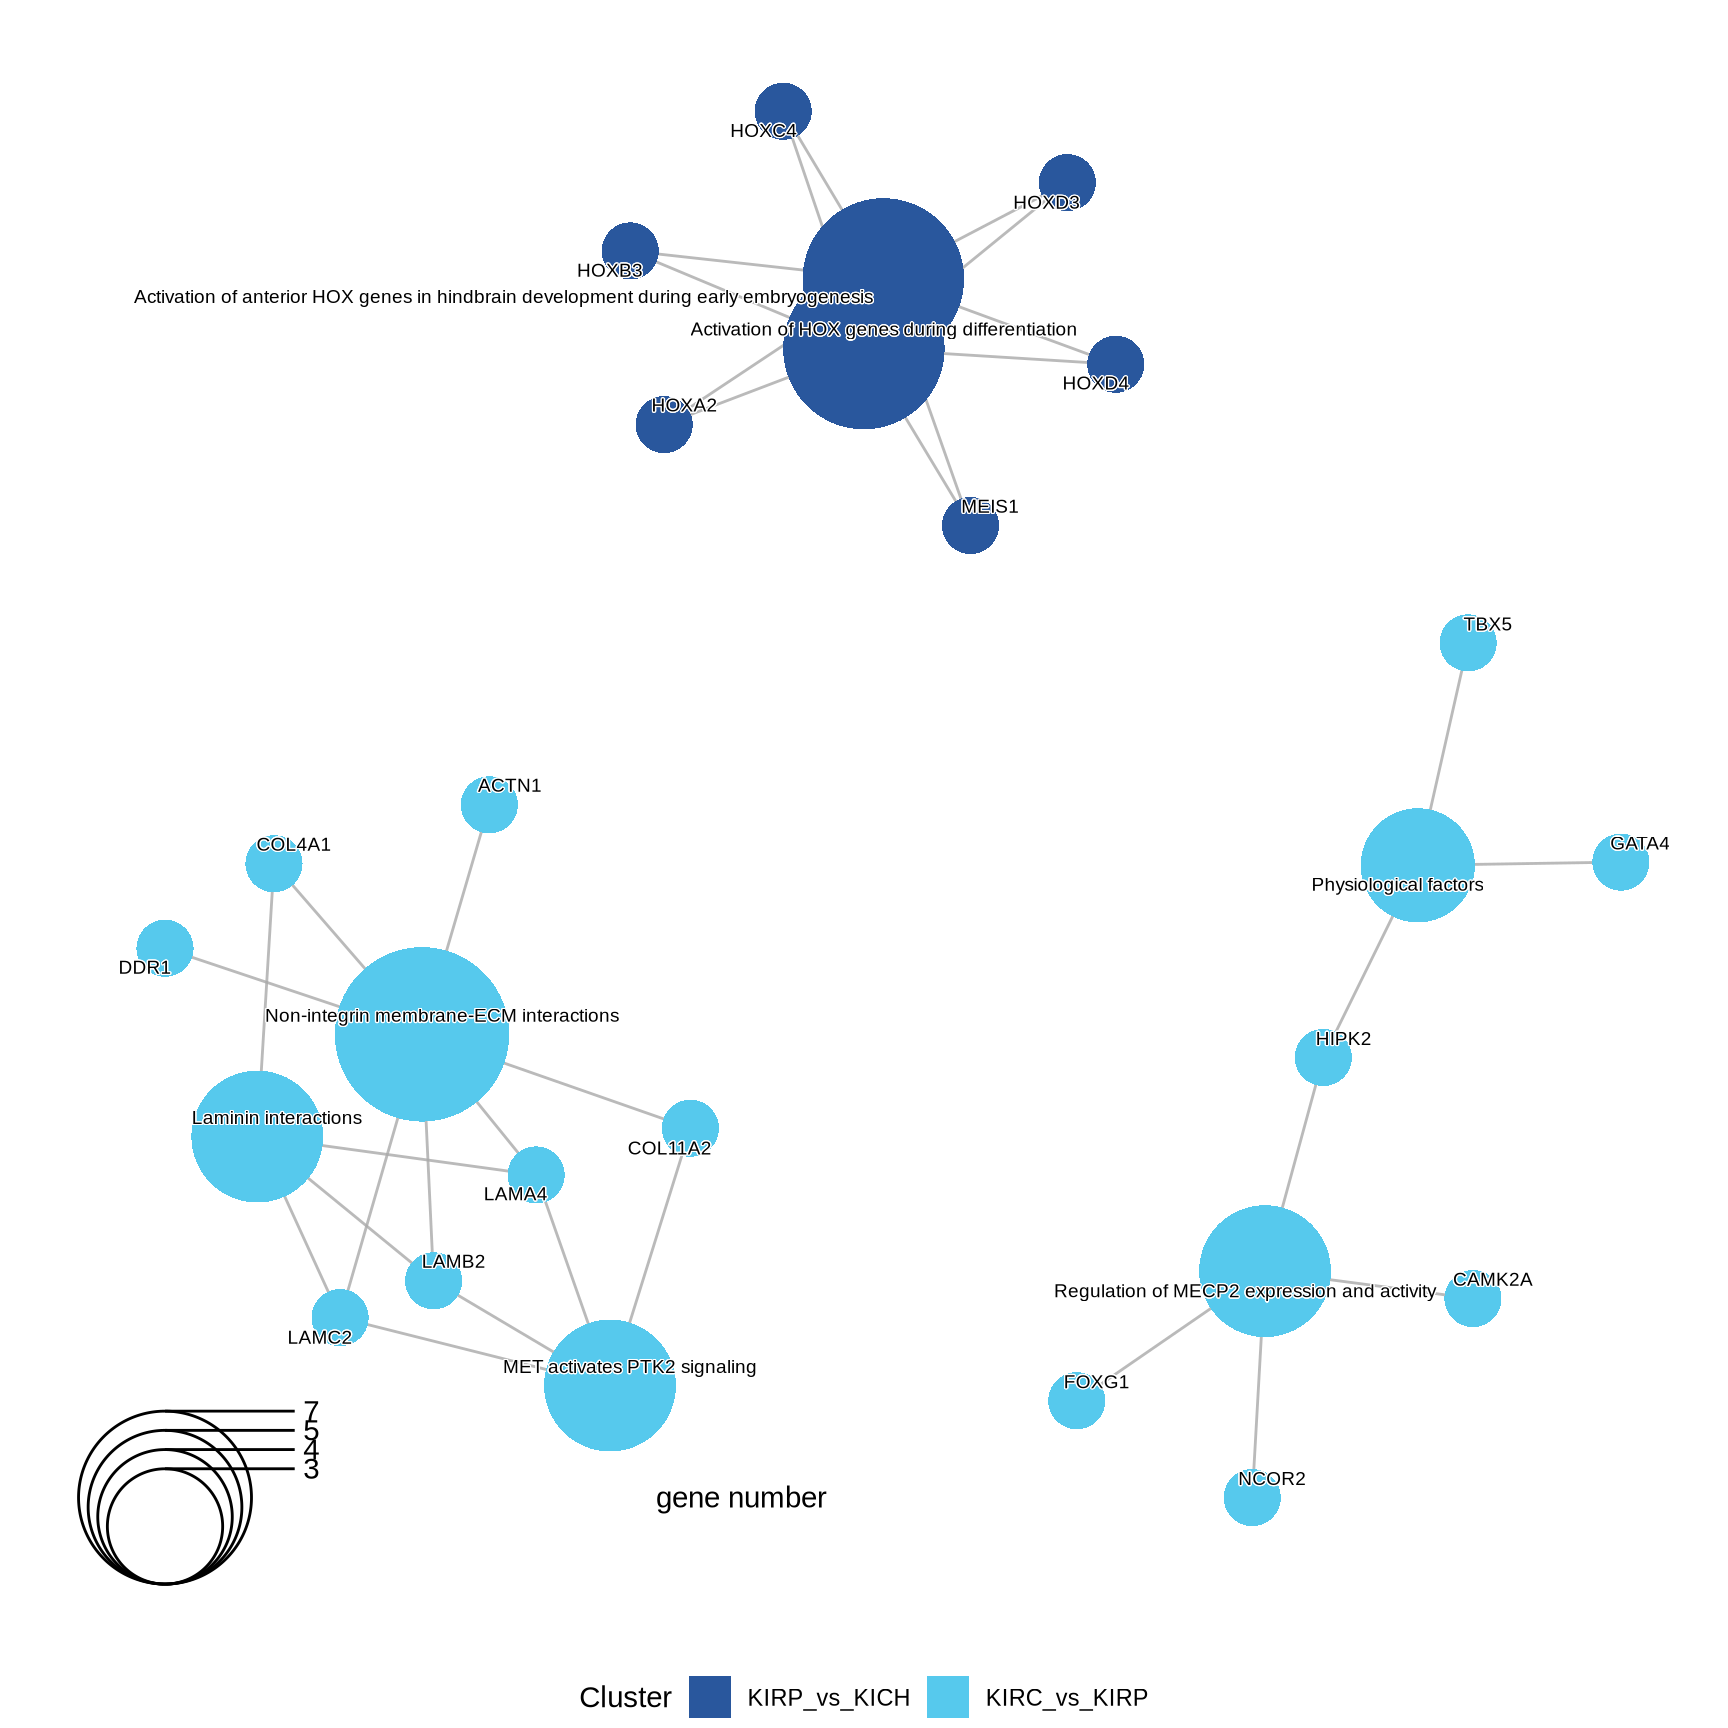 HOXC4
HOXD3
HOXB3
Activation of anterior HOX genes in hindbrain development during early embryogenesis
Activation of HOX genes during differentiation
HOXD4
HOXA2
MEIS1
TBX5
ACTN1
COL4A1
GATA4
Physiological factors
DDR1
Non-integrin membrane-ECM interactions
HIPK2
Laminin interactions
COL11A2
LAMA4
LAMB2
CAMK2A
Regulation of MECP2 expression and activity
LAMC2
MET activates PTK2 signaling
FOXG1
7
5
4
3
NCOR2
gene number
Cluster KIRP_vs_KICH KIRC_vs_KIRP